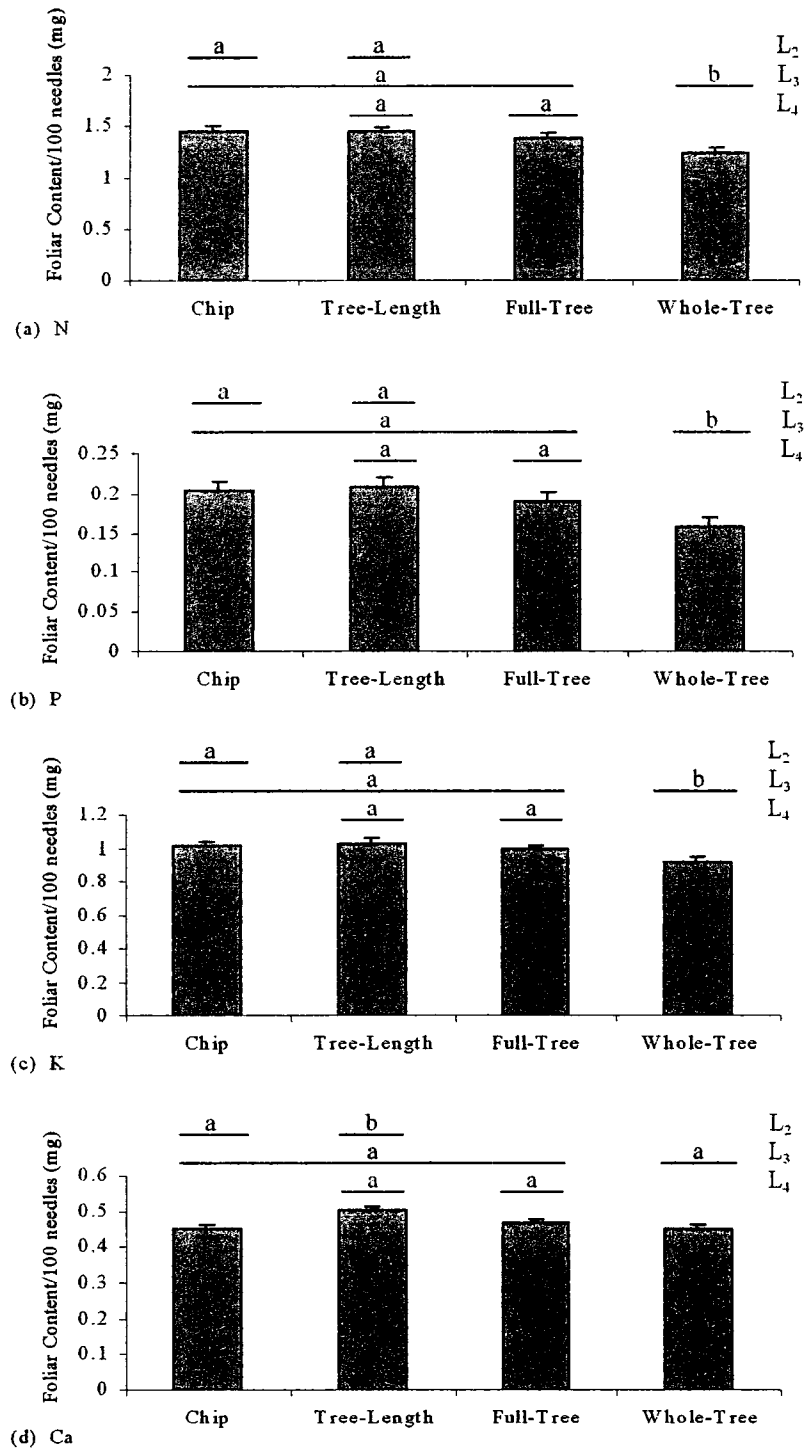 a a L₂
a b L₃
a a L₄
Foliar Content/100 needles (mg)
2
1.5
1
0.5
0
Chip Tree-Length Full-Tree Whole-Tree
(a) N
a a L₂
a b L₃
a a L₄
Foliar Content/100 needles (mg)
0.25
0.2
0.15
0.1
0.05
0
Chip Tree-Length Full-Tree Whole-Tree
(b) P
a a L₂
a b L₃
a a L₄
Foliar Content/100 needles (mg)
1.2
1
0.8
0.6
0.4
0.2
0
Chip Tree-Length Full-Tree Whole-Tree
(c) K
a b L₂
a a L₃
a a L₄
Foliar Content/100 needles (mg)
0.6
0.5
0.4
0.3
0.2
0.1
0
Chip Tree-Length Full-Tree Whole-Tree
(d) Ca